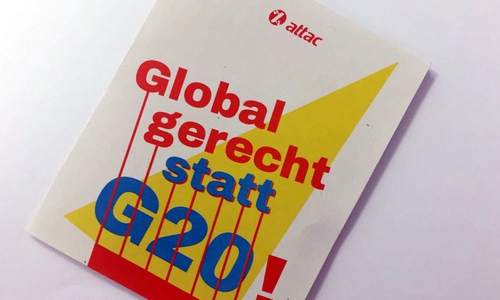 attac
Global
gerecht
statt
G20!